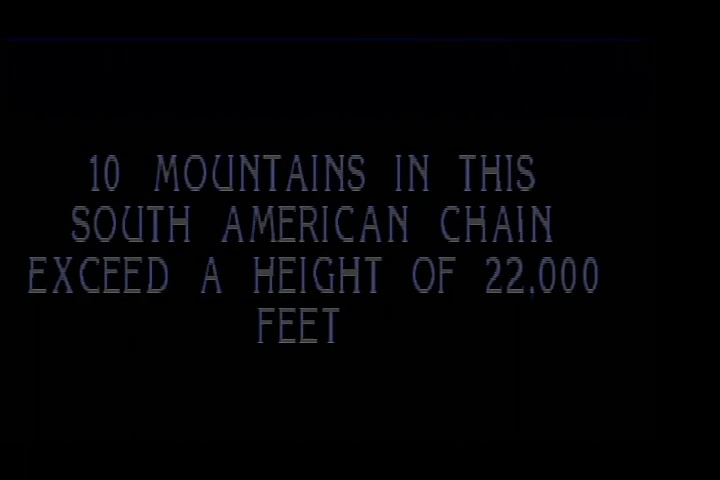 10 MOUNTAINS IN THIS
SOUTH AMERICAN CHAIN
EXCEED A HEIGHT OF 22,000
FEET